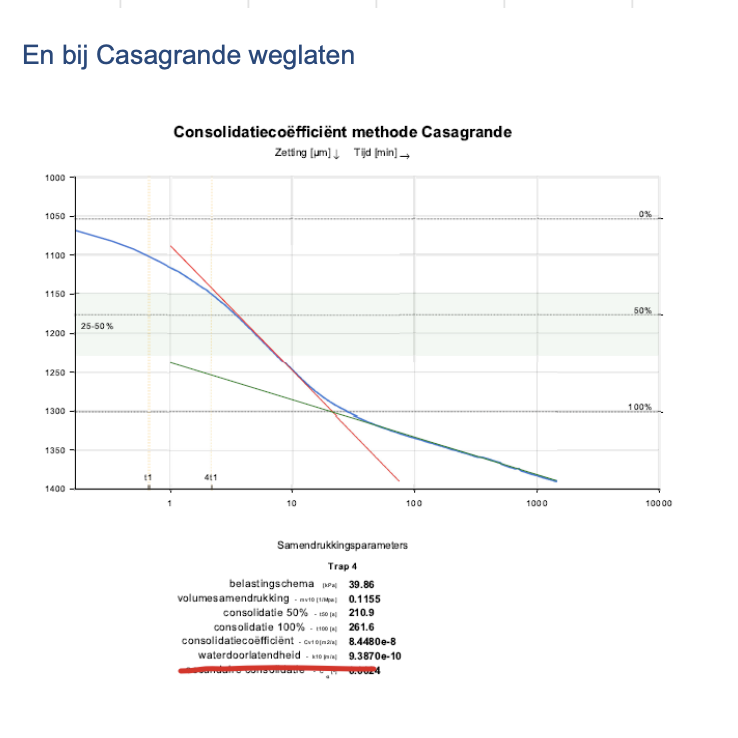 En bij Casagrande weglaten
Consolidatiecoëfficiënt methode Casagrande
Zetting [µm]↓ Tijd [min]→
1000
1050
1100
1150
1200
1250
1300
1350
1400
0%
50%
25-50%
100%
t1 4t1
1 10 100 1000 10000
Samendrukkingsparameters
Trap 4
belastingschema [kPa] 39.86
volumesamendrukking - mv10 [1/Mpa] 0.1155
consolidatie 50% - t50 [s] 210.9
consolidatie 100% - t100 [s] 261.6
consolidatiecoëfficiënt - Cv10 [m2/s] 8.4480e-8
waterdoorlatendheid - k10 [m/s] 9.3870e-10
consolidatie